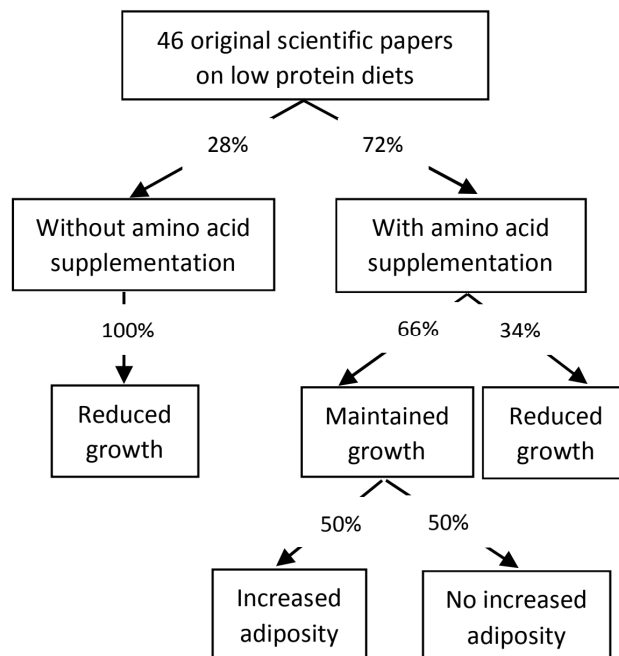 46 original scientific papers
on low protein diets
28%
72%
Without amino acid
supplementation
With amino acid
supplementation
100%
66%
34%
Reduced
growth
Maintained
growth
Reduced
growth
50%
50%
Increased
adiposity
No increased
adiposity